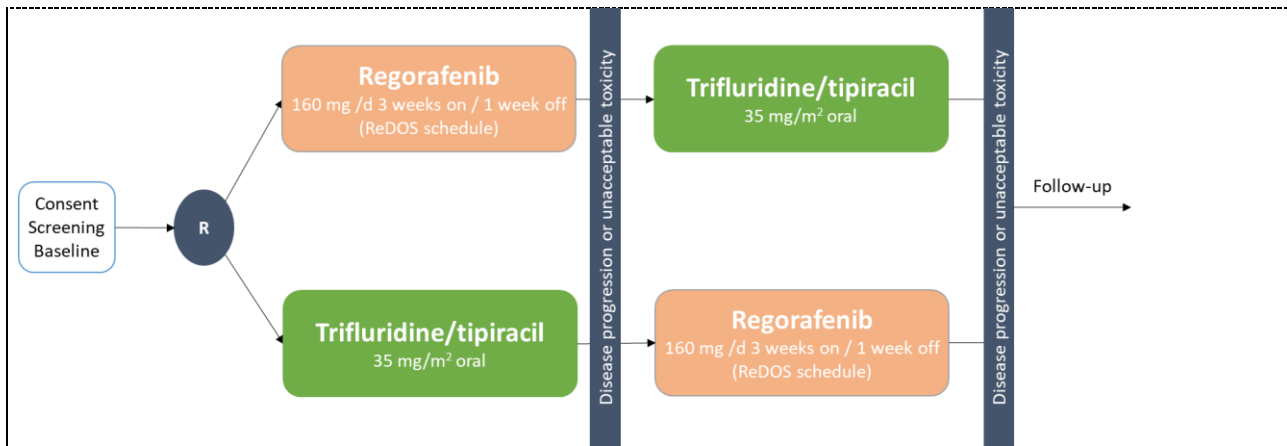 Consent
Screening
Baseline
R
Regorafenib
160 mg /d 3 weeks on / 1 week off
(ReDOS schedule)
Trifluridine/tipiracil
35 mg/m² oral
Disease progression or unacceptable toxicity
Trifluridine/tipiracil
35 mg/m² oral
Regorafenib
160 mg /d 3 weeks on / 1 week off
(ReDOS schedule)
Disease progression or unacceptable toxicity
Follow-up